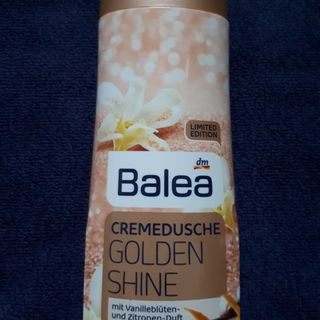 LIMITED
EDITION
dm
Balea
CREMEDUSCHE
GOLDEN
SHINE
mit Vanilleblüten-
und Zitronen-Duft